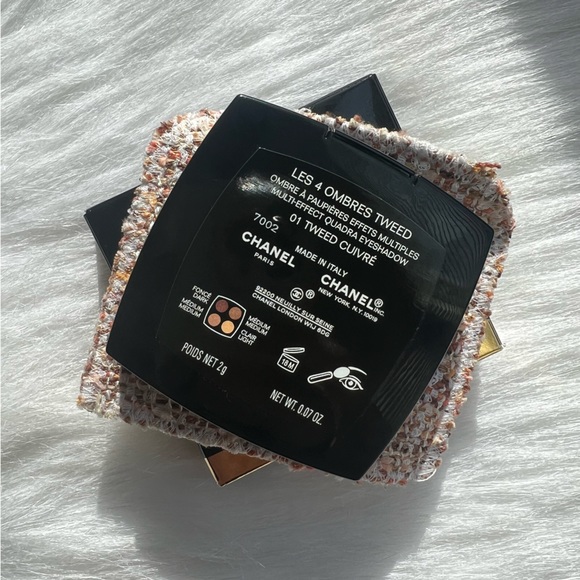 LES 4 OMBRES TWEED
OMBRE À PAUPIÈRES EFFETS MULTIPLES
MULTI-EFFECT QUADRA EYESHADOW
01 TWEED CUIVRÉ
7002
MADE IN ITALY
CHANEL
PARIS
CHANEL INC.
NEW YORK, N.Y. 10019
®
92200 NEUILLY SUR SEINE
CHANEL LONDON W1J 6DG
FONCÉ
DARK
MÉDIUM
MEDIUM
MÉDIUM
MEDIUM
CLAIR
LIGHT
18M
POIDS NET 2g
NET WT. 0.07 OZ.